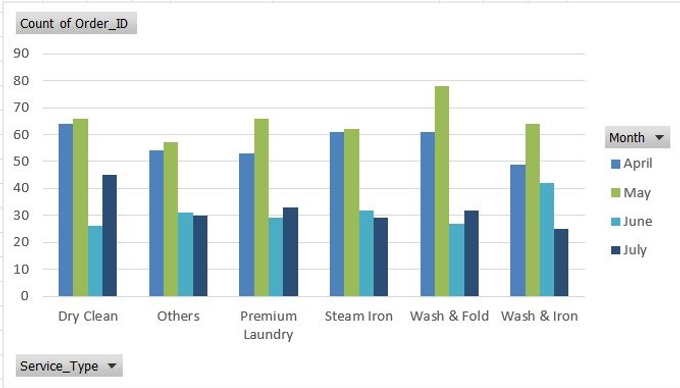 Count of Order_ID
90
80
70
60
50
40
30
20
10
0
Dry Clean
Others
Premium
Laundry
Steam Iron
Wash & Fold
Wash & Iron
Month
April
May
June
July
Service_Type